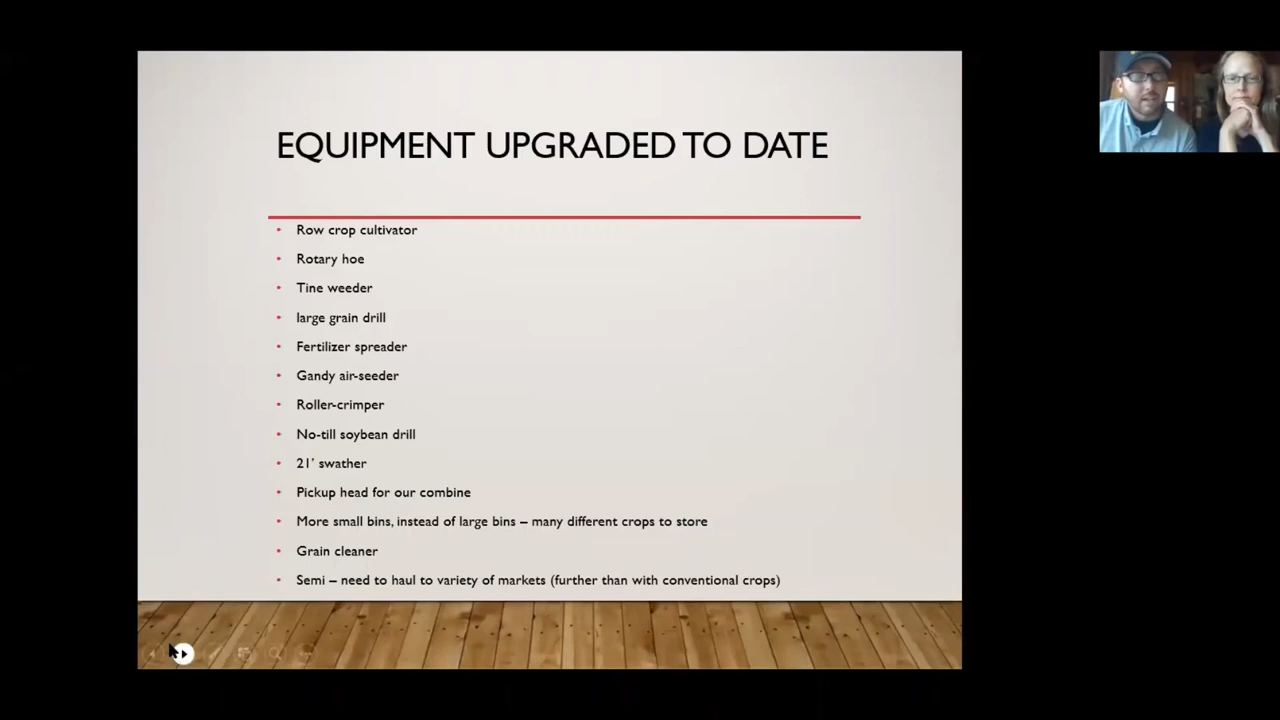 EQUIPMENT UPGRADED TO DATE
• Row crop cultivator
• Rotary hoe
• Tine weeder
• large grain drill
• Fertilizer spreader
• Gandy air-seeder
• Roller-crimper
• No-till soybean drill
• 21' swather
• Pickup head for our combine
• More small bins, instead of large bins – many different crops to store
• Grain cleaner
• Semi – need to haul to variety of markets (further than with conventional crops)